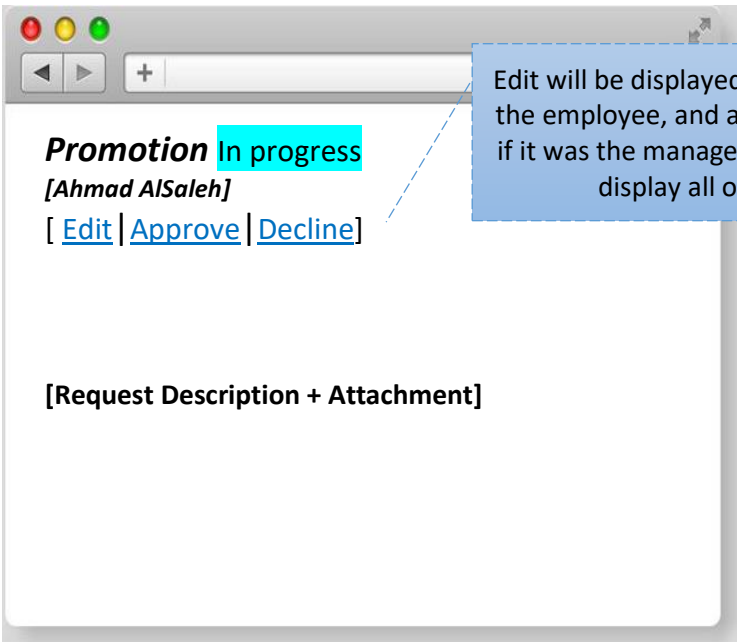 Edit will be displayed
the employee, and a
if it was the manage
display all o
Promotion In progress
[Ahmad AlSaleh]
[ Edit|Approve|Decline]
[Request Description + Attachment]